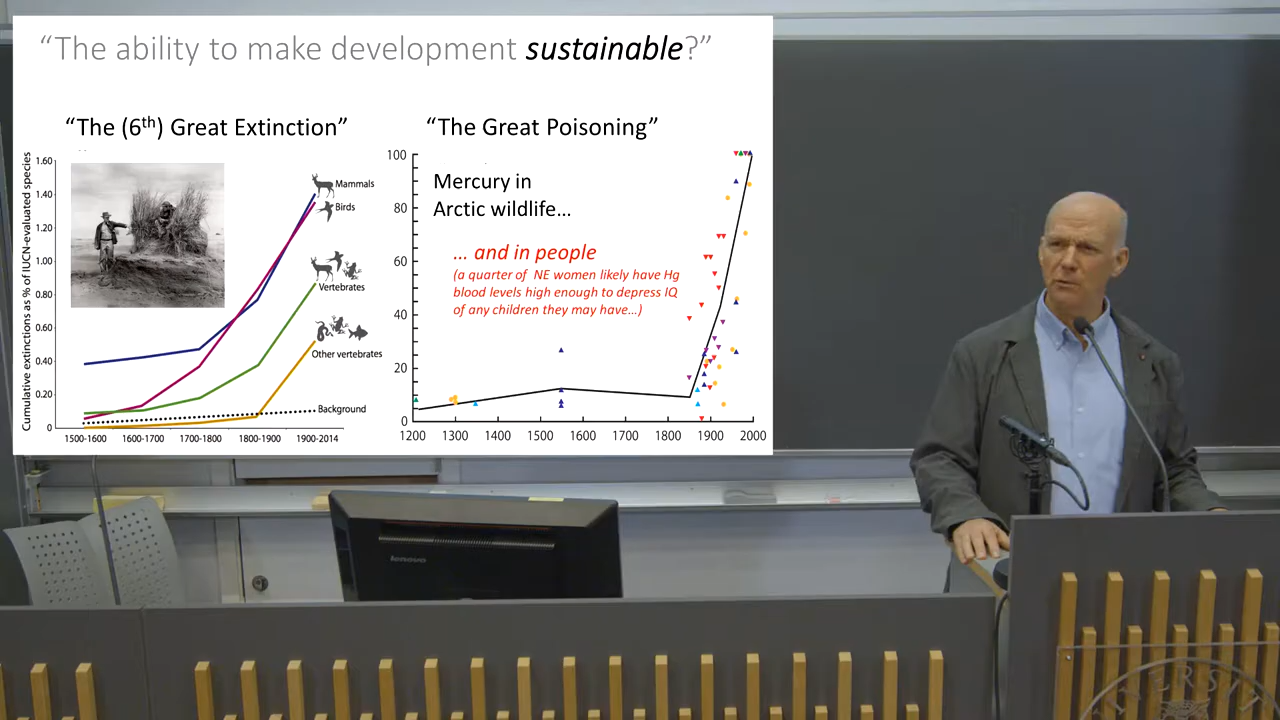 “The ability to make development sustainable?”
“The (6th) Great Extinction”
“The Great Poisoning”
Cumulative extinctions as % of IUCN-evaluated species
1.60
1.40
1.20
1.00
0.80
0.60
0.40
0.20
0
1500-1600 1600-1700 1700-1800 1800-1900 1900-2014
Mammals
Birds
Vertebrates
Other vertebrates
Background
100
80
60
40
20
0
1200 1300 1400 1500 1600 1700 1800 1900 2000
Mercury in
Arctic wildlife…
… and in people
(a quarter of NE women likely have Hg
blood levels high enough to depress IQ
of any children they may have…)
lenovo